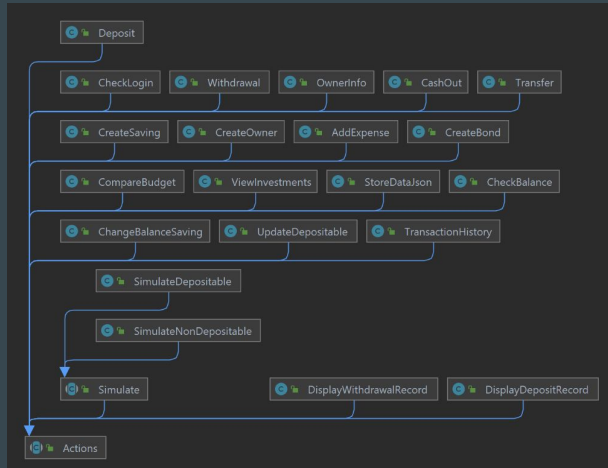 Deposit
CheckLogin Withdrawal OwnerInfo CashOut Transfer
CreateSaving CreateOwner AddExpense CreateBond
CompareBudget ViewInvestments StoreDataJson CheckBalance
ChangeBalanceSaving UpdateDepositable TransactionHistory
SimulateDepositable
SimulateNonDepositable
Simulate DisplayWithdrawalRecord DisplayDepositRecord
Actions